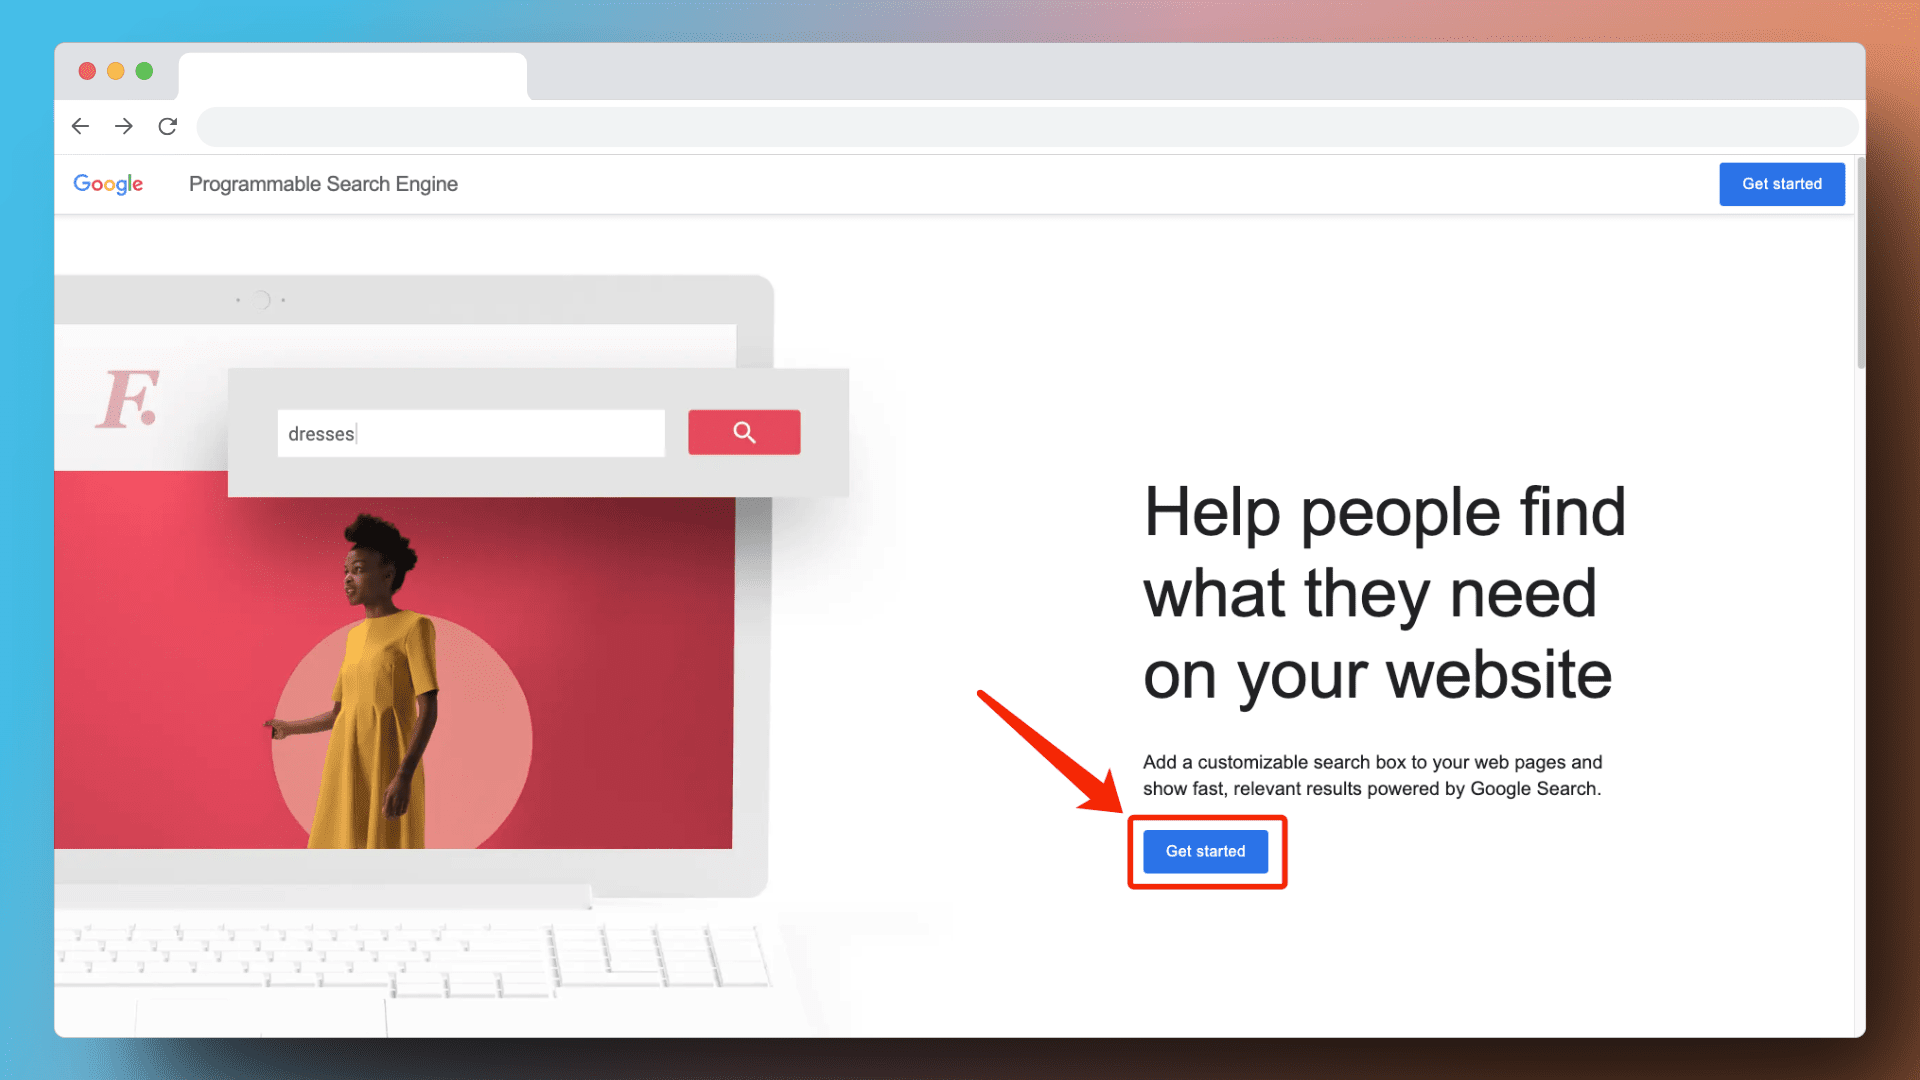 Google Programmable Search Engine Get started
F.
dresses
Help people find
what they need
on your website
Add a customizable search box to your web pages and
show fast, relevant results powered by Google Search.
Get started